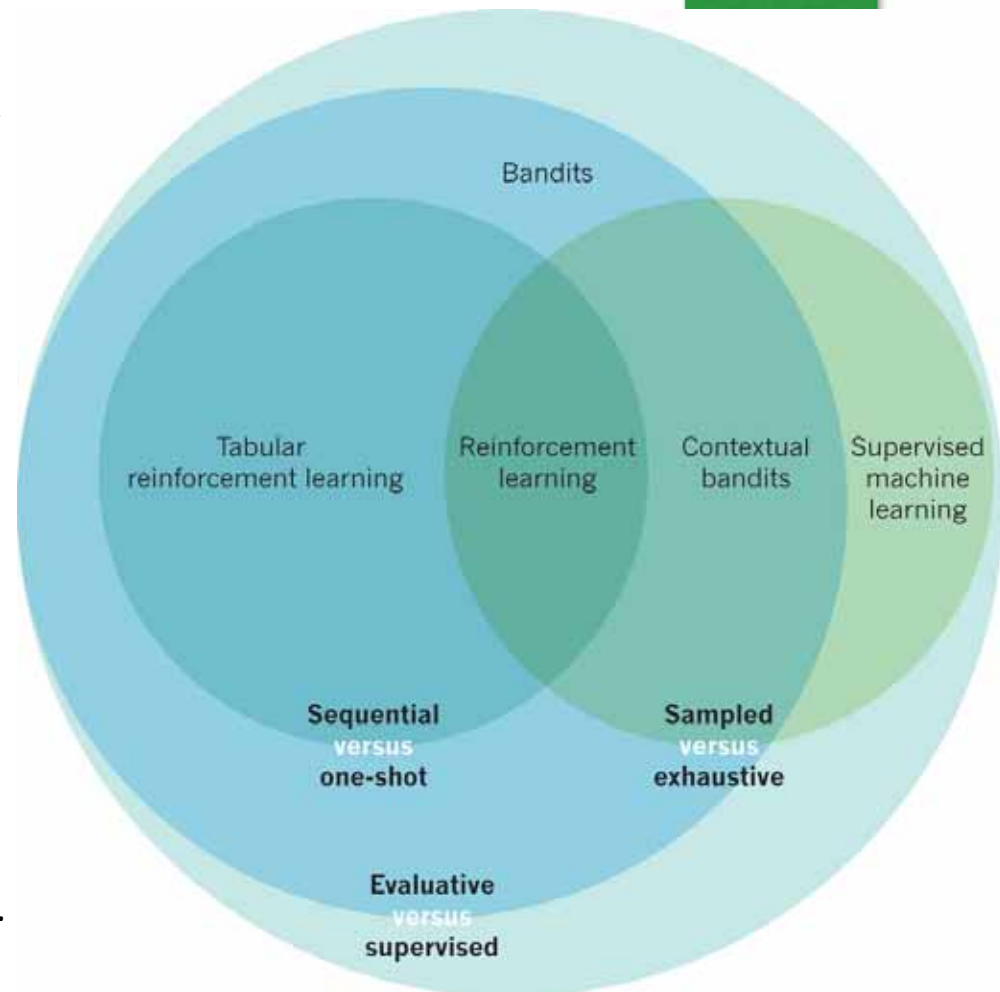 Bandits
Tabular
reinforcement learning
Reinforcement
learning
Contextual
bandits
Supervised
machine
learning
Sequential
versus
one-shot
Sampled
versus
exhaustive
Evaluative
versus
supervised